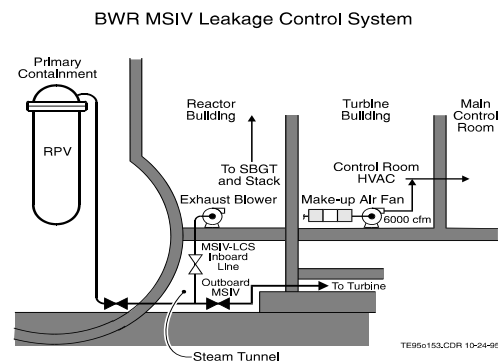 BWR MSIV Leakage Control System
Primary
Containment
RPV
Reactor
Building
Turbine
Building
Main
Control
Room
To SBGT
and Stack
Control Room
HVAC
Exhaust Blower
Make-up Air Fan
6000 cfm
MSIV-LCS
Inboard
Line
Outboard
MSIV
To Turbine
Steam Tunnel
TE95o153.CDR 10-24-95